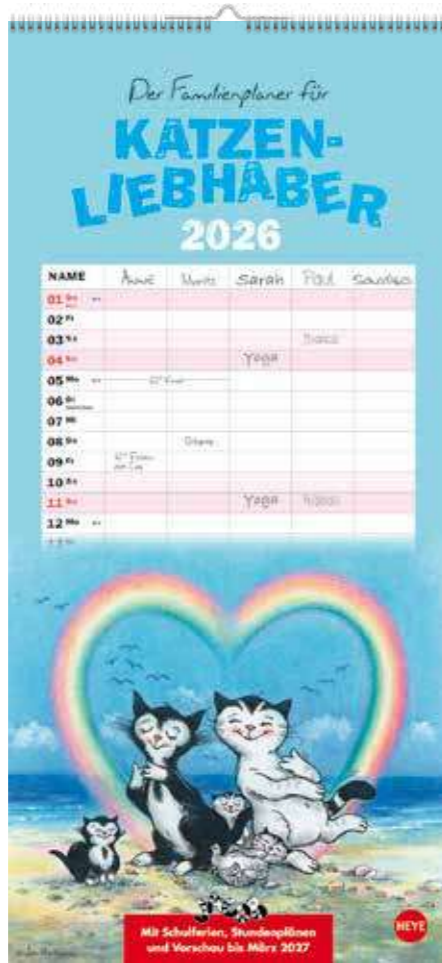 Der Familienplaner für
KATZEN-
LIEBHABER
2026
NAME André Moritz Sarah Paul
01 Do
02 Fr
03 Sa
04 So Yoga
05 Mo
06 Di
07 Mi
08 Do
09 Fr
10 Sa
11 So Yoga
12 Mo
Mit Schulferien, Stundenplänen
und Vorschau bis März 2027
HEYE